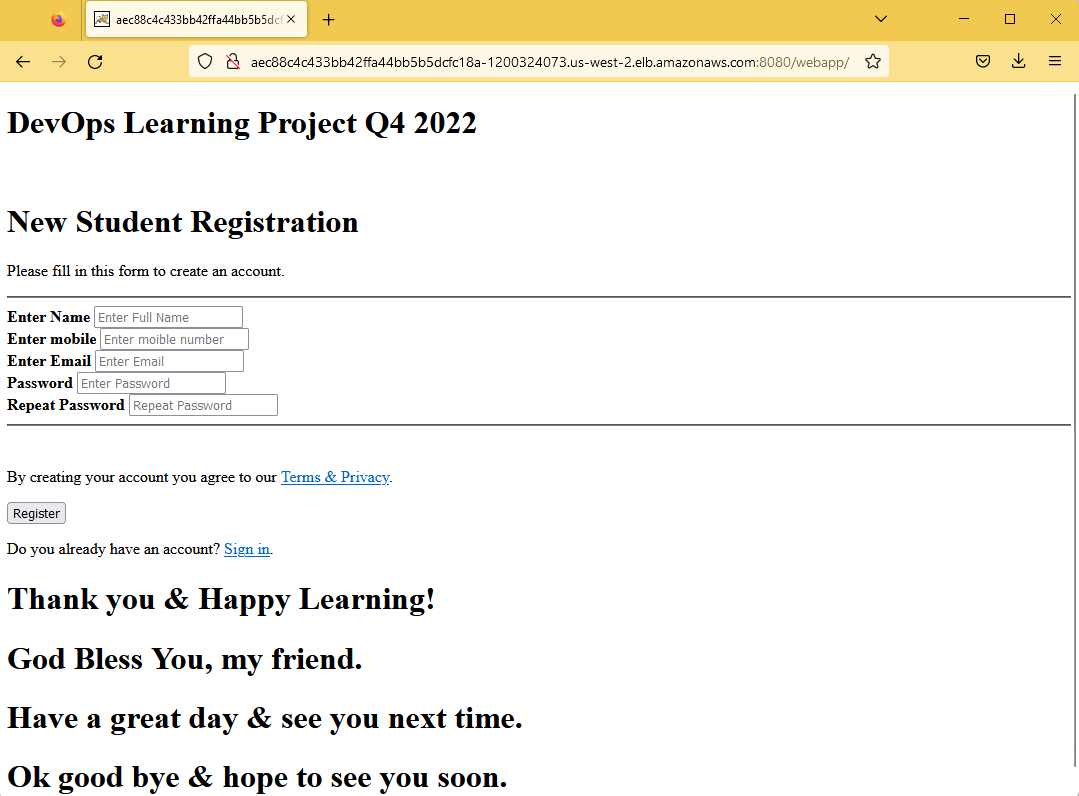 aec88c4c433bb42ffa44bb5b5dcf
aec88c4c433bb42ffa44bb5b5dcfc18a-1200324073.us-west-2.elb.amazonaws.com:8080/webapp/
DevOps Learning Project Q4 2022
New Student Registration
Please fill in this form to create an account.
Enter Name Enter Full Name
Enter mobile Enter moible number
Enter Email Enter Email
Password Enter Password
Repeat Password Repeat Password
By creating your account you agree to our Terms & Privacy.
Register
Do you already have an account? Sign in.
Thank you & Happy Learning!
God Bless You, my friend.
Have a great day & see you next time.
Ok good bye & hope to see you soon.